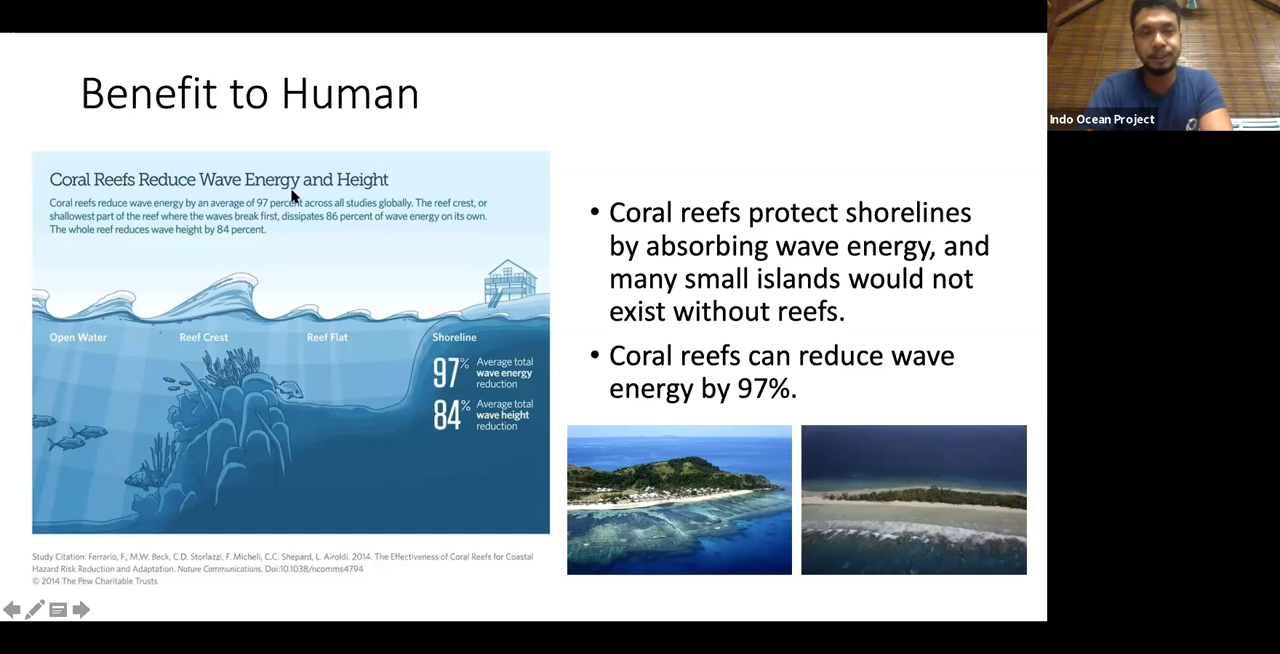 Benefit to Human
Indo Ocean Project
Coral Reefs Reduce Wave Energy and Height
Coral reefs reduce wave energy by an average of 97 percent across all studies globally. The reef crest, or
shallowest part of the reef where the waves break first, dissipates 86 percent of wave energy on its own.
The whole reef reduces wave height by 84 percent.
Open Water
Reef Crest
Reef Flat
Shoreline
97%
Average total
wave energy
reduction
84%
Average total
wave height
reduction
Study Citation: Ferrario, F., M.W. Beck, C.D. Storlazzi, F. Micheli, C.C. Shepard, L. Airoldi. 2014. The Effectiveness of Coral Reefs for Coastal
Hazard Risk Reduction and Adaptation. Nature Communications. Doi:10.1038/ncomms4794
© 2014 The Pew Charitable Trusts
• Coral reefs protect shorelines
by absorbing wave energy, and
many small islands would not
exist without reefs.
• Coral reefs can reduce wave
energy by 97%.